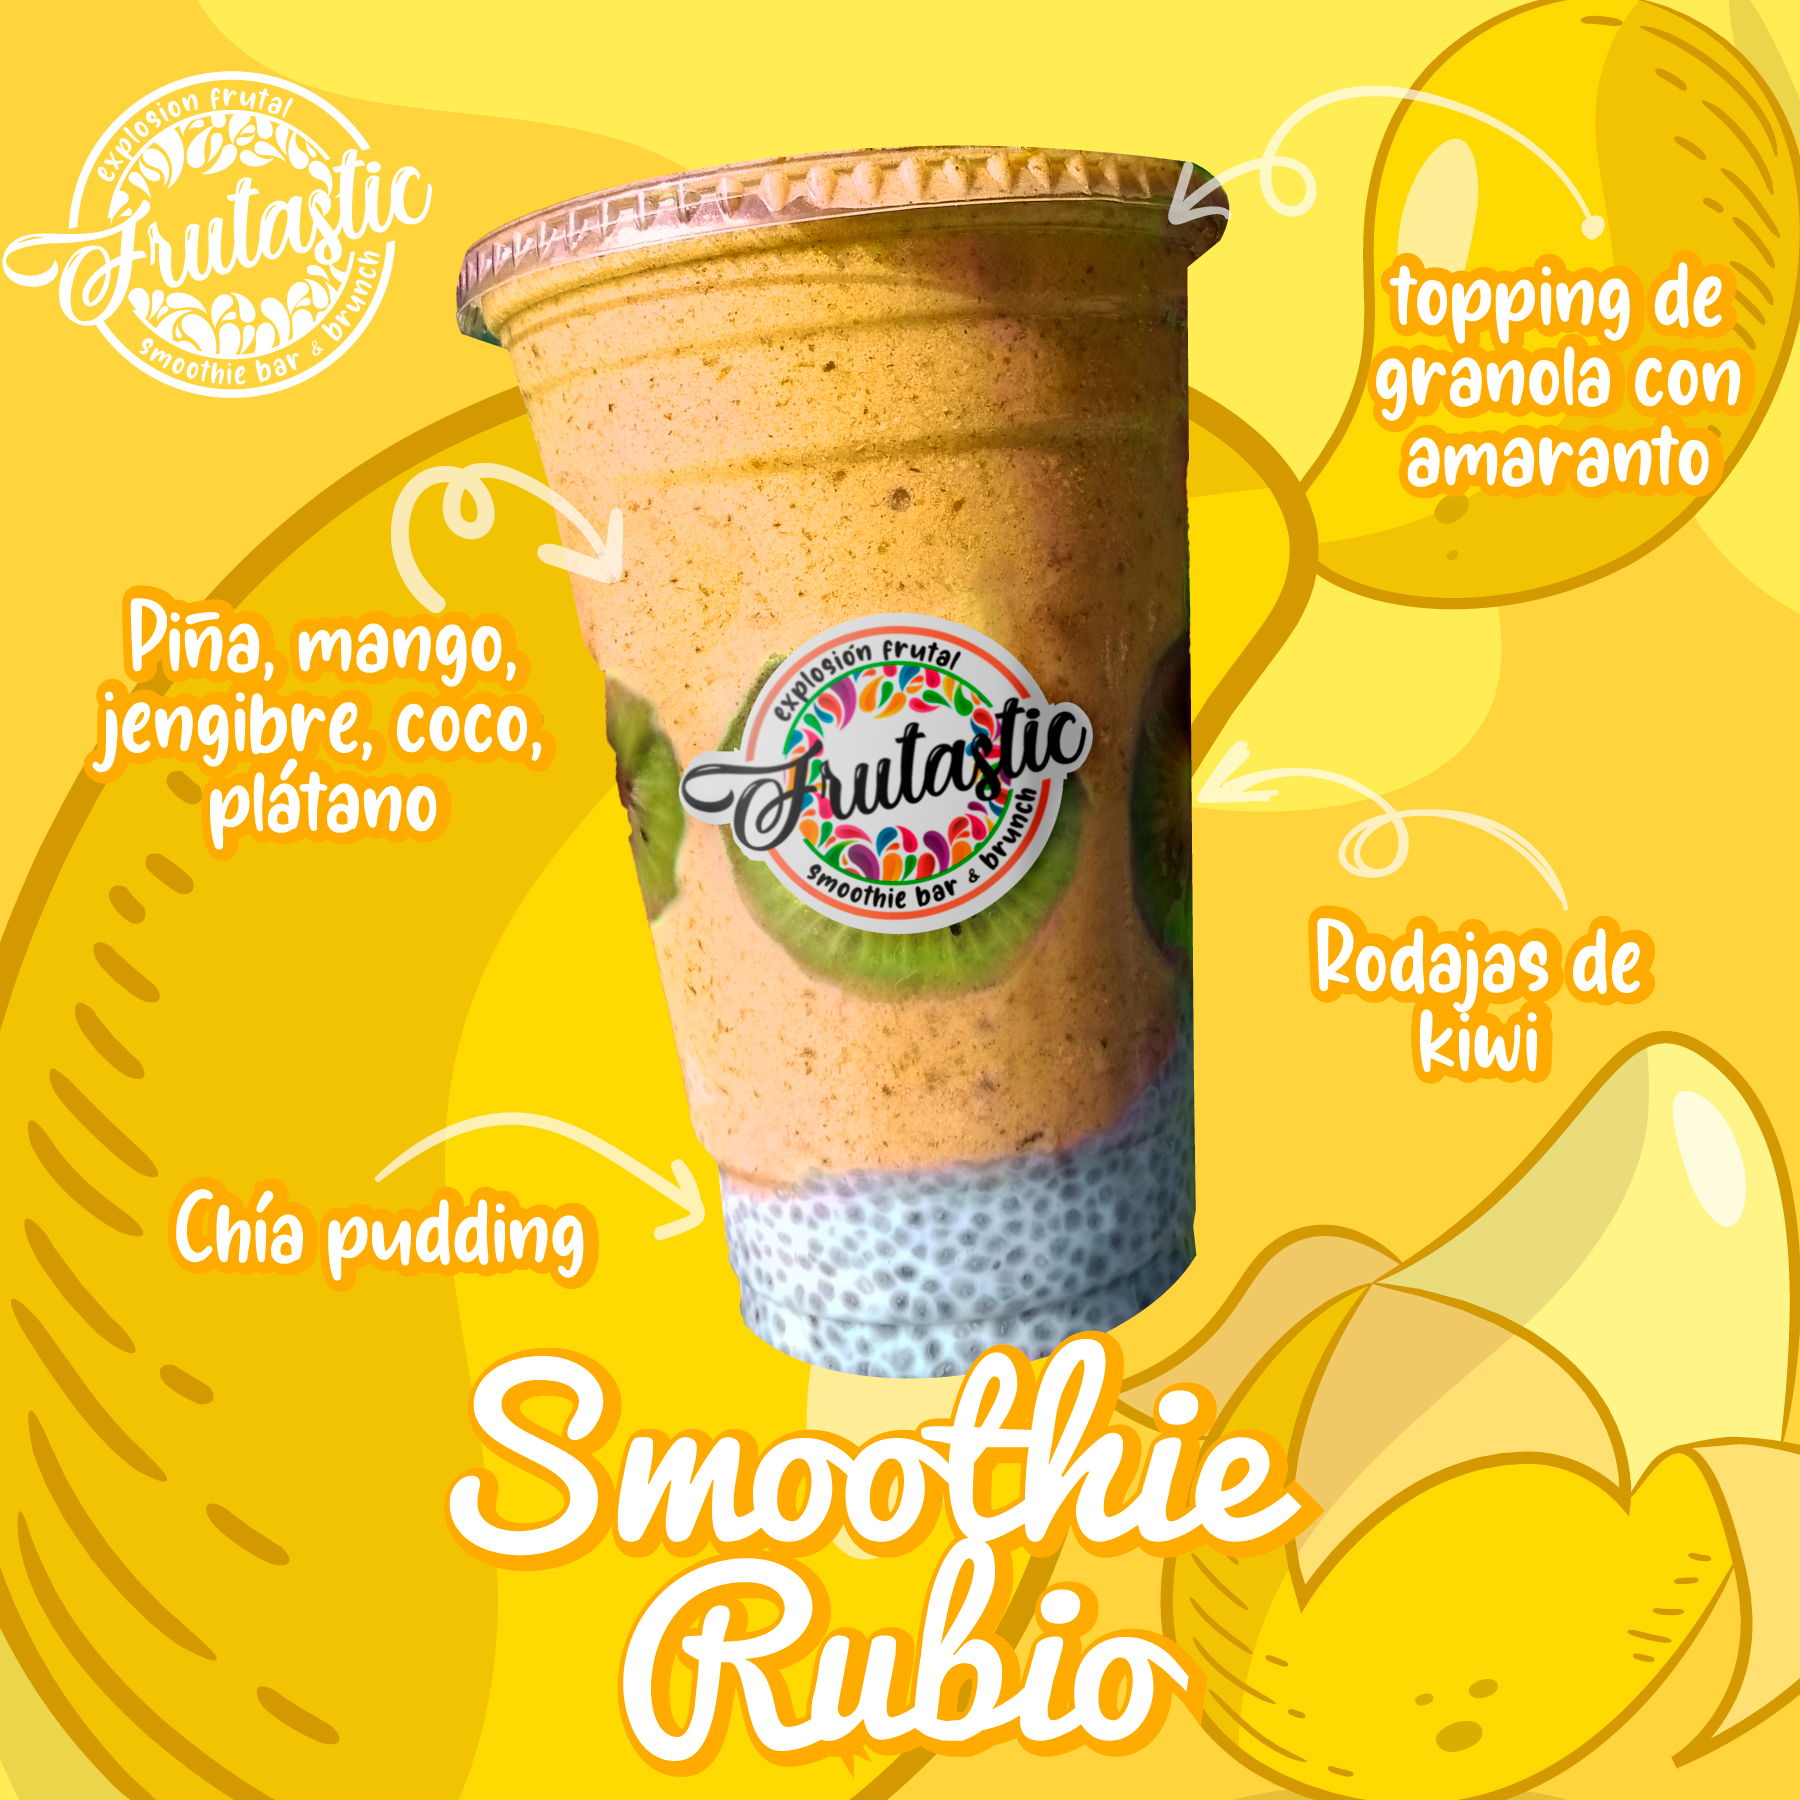 explosion frutal
Frutastic
smoothie bar & brunch
topping de
granola con
amaranto
Piña, mango,
jengibre, coco,
plátano
explosión frutal
Frutastic
smoothie bar & brunch
Rodajas de
kiwi
Chía pudding
Smoothie
Rubio